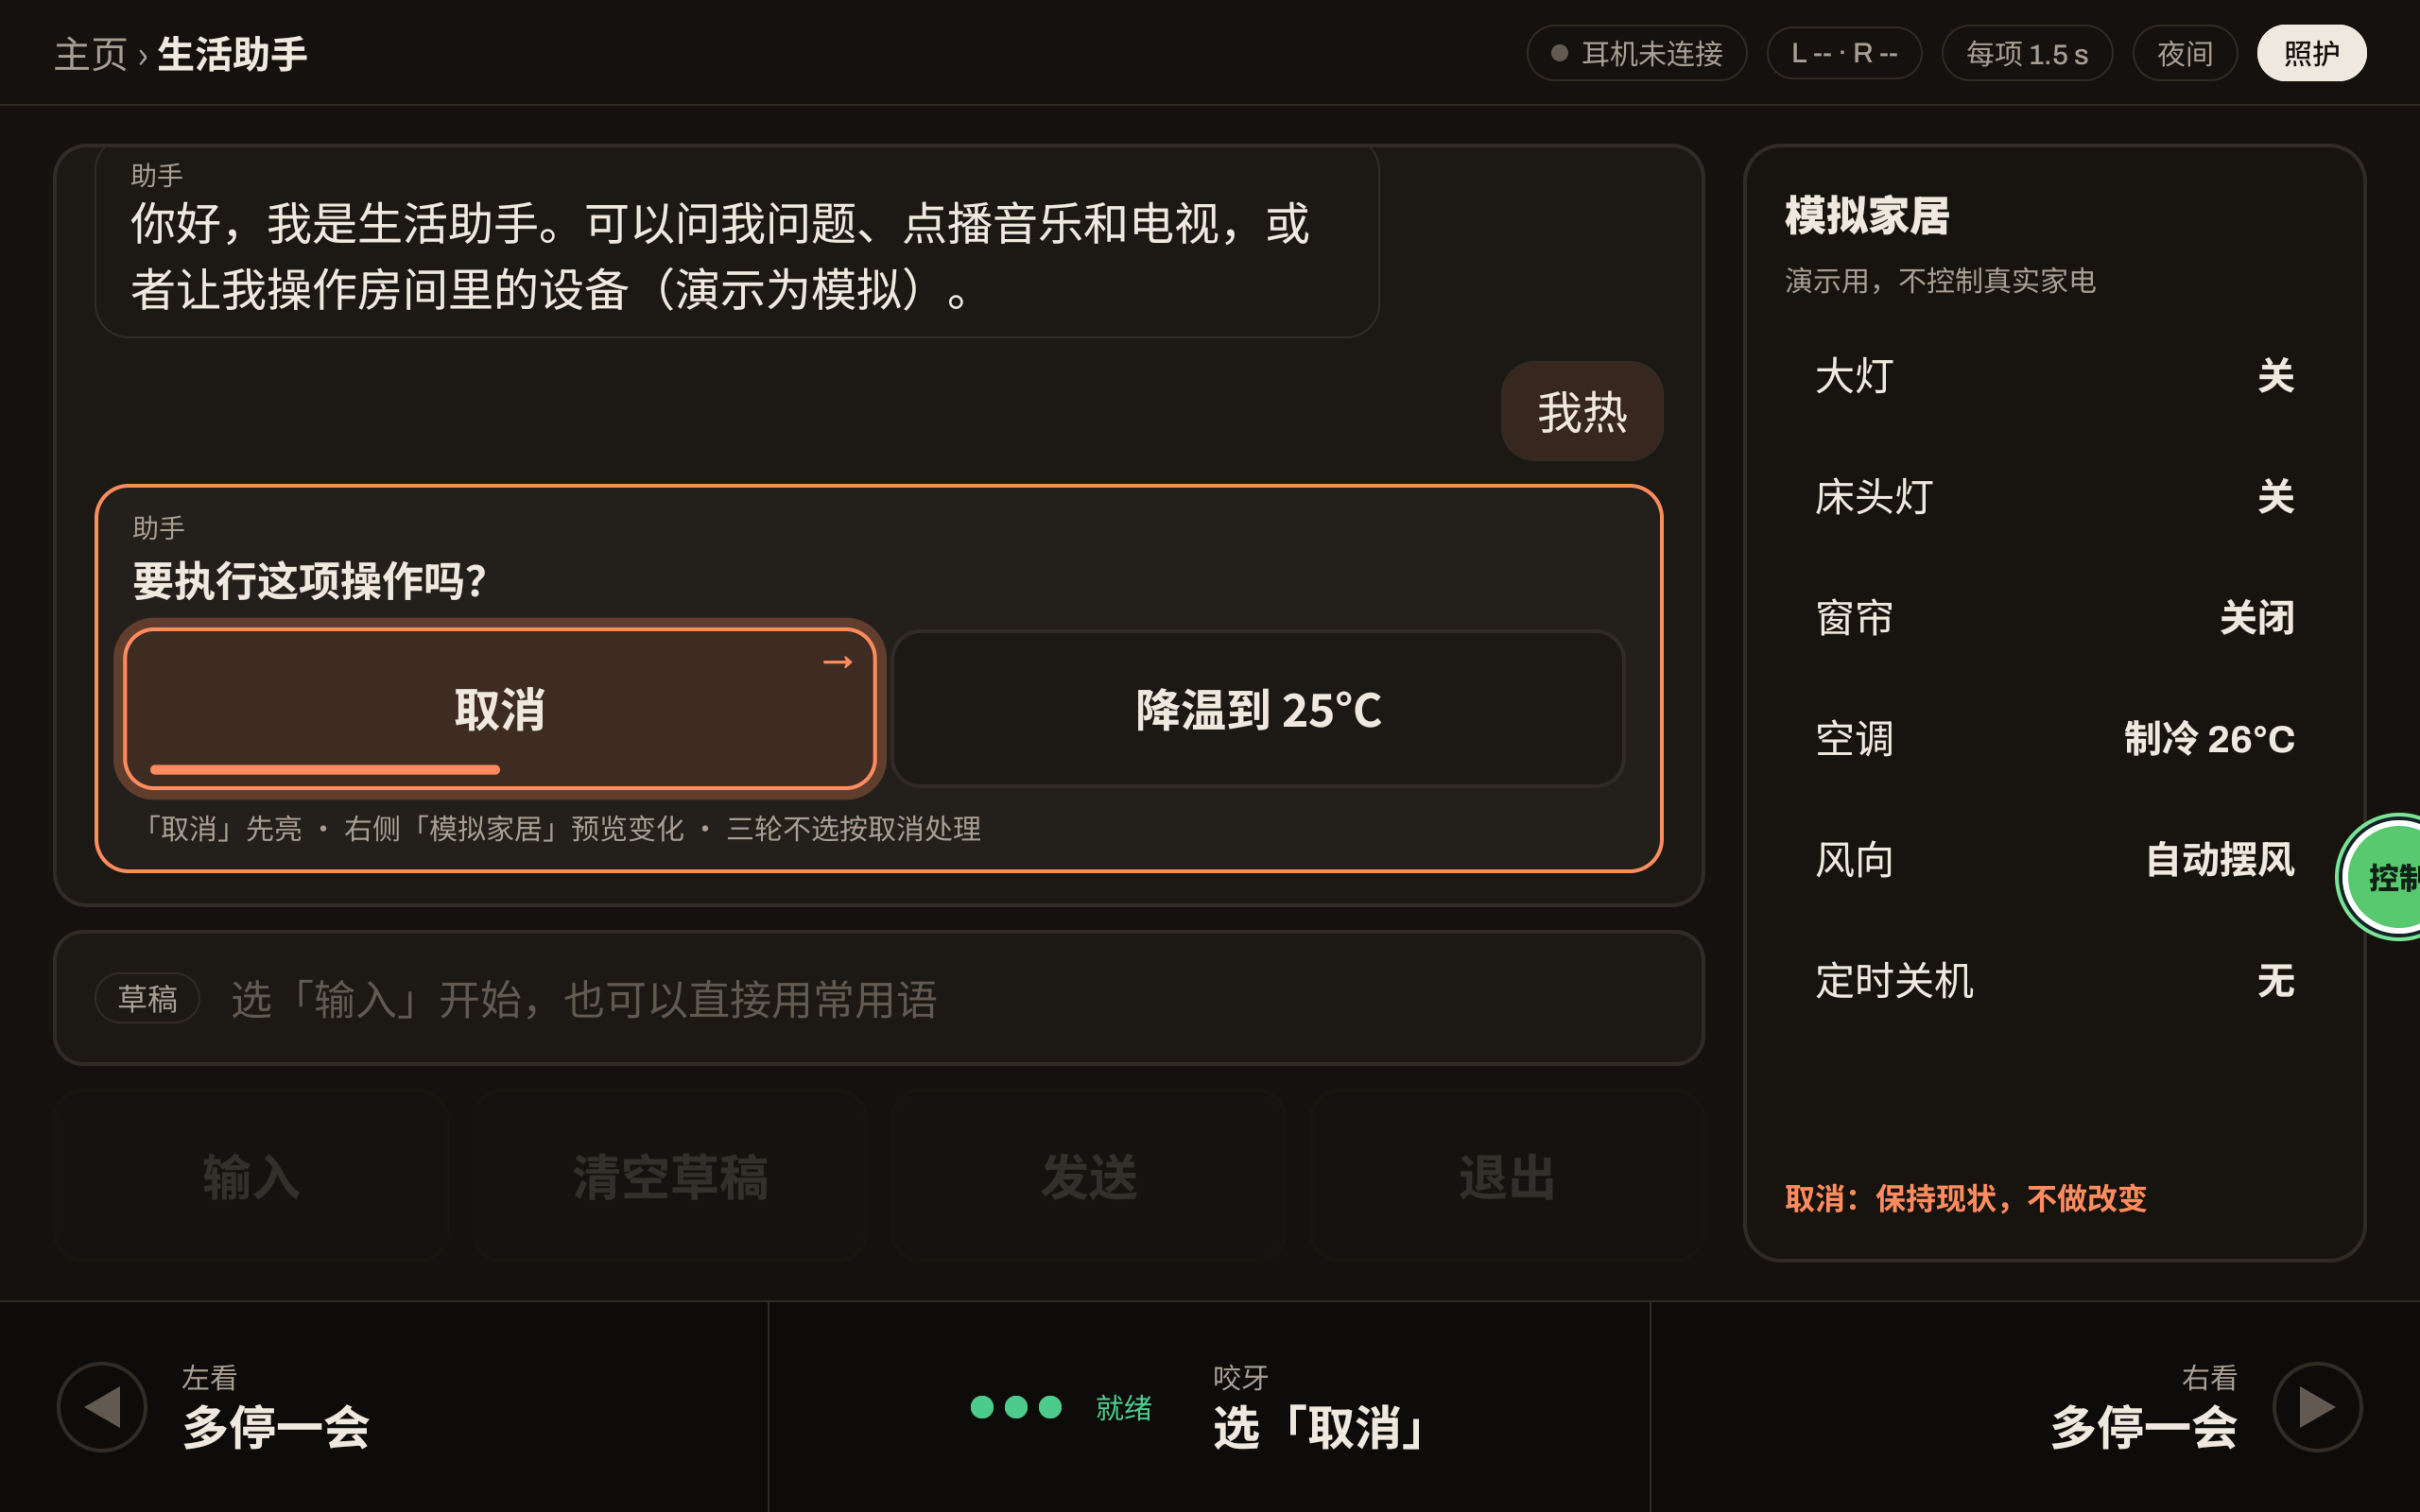 主页 › 生活助手
耳机未连接
L -- · R --
每项 1.5 s
夜间
照护
助手
你好，我是生活助手。可以问我问题、点播音乐和电视，或
者让我操作房间里的设备（演示为模拟）。
我热
助手
要执行这项操作吗？
取消 →
降温到 25°C
「取消」先亮 · 右侧「模拟家居」预览变化 · 三轮不选按取消处理
草稿 选「输入」开始，也可以直接用常用语
输入
清空草稿
发送
退出
模拟家居
演示用，不控制真实家电
大灯 关
床头灯 关
窗帘 关闭
空调 制冷 26°C
风向 自动摆风
定时关机 无
取消：保持现状，不做改变
左看
多停一会
就绪
咬牙
选「取消」
右看
多停一会